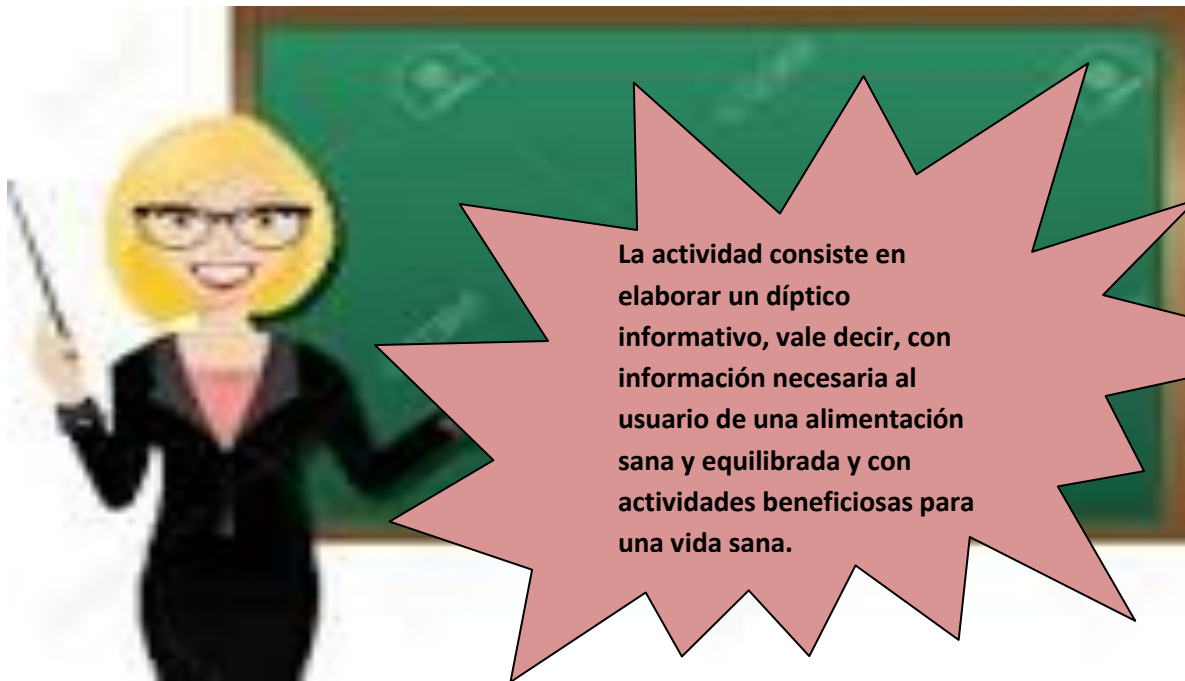 La actividad consiste en
elaborar un díptico
informativo, vale decir, con
información necesaria al
usuario de una alimentación
sana y equilibrada y con
actividades beneficiosas para
una vida sana.